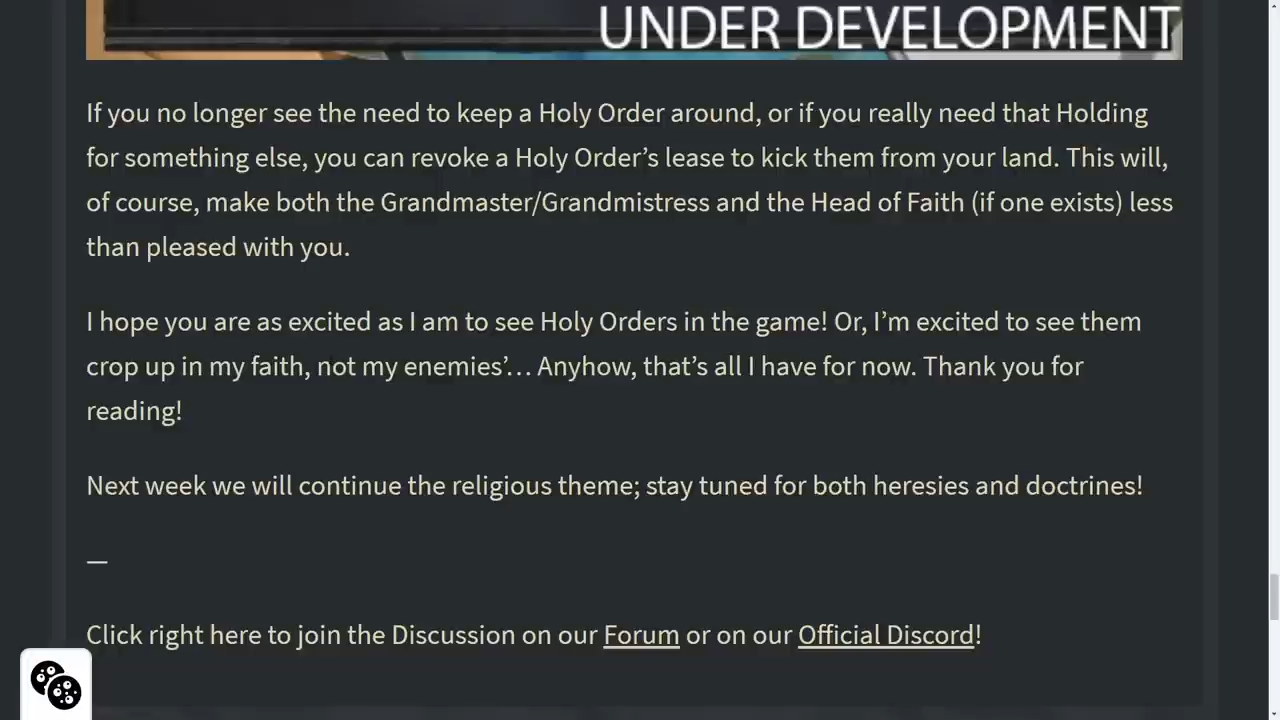 UNDER DEVELOPMENT
If you no longer see the need to keep a Holy Order around, or if you really need that Holding
for something else, you can revoke a Holy Order’s lease to kick them from your land. This will,
of course, make both the Grandmaster/Grandmistress and the Head of Faith (if one exists) less
than pleased with you.
I hope you are as excited as I am to see Holy Orders in the game! Or, I’m excited to see them
crop up in my faith, not my enemies’… Anyhow, that’s all I have for now. Thank you for
reading!
Next week we will continue the religious theme; stay tuned for both heresies and doctrines!
—
Click right here to join the Discussion on our Forum or on our Official Discord!